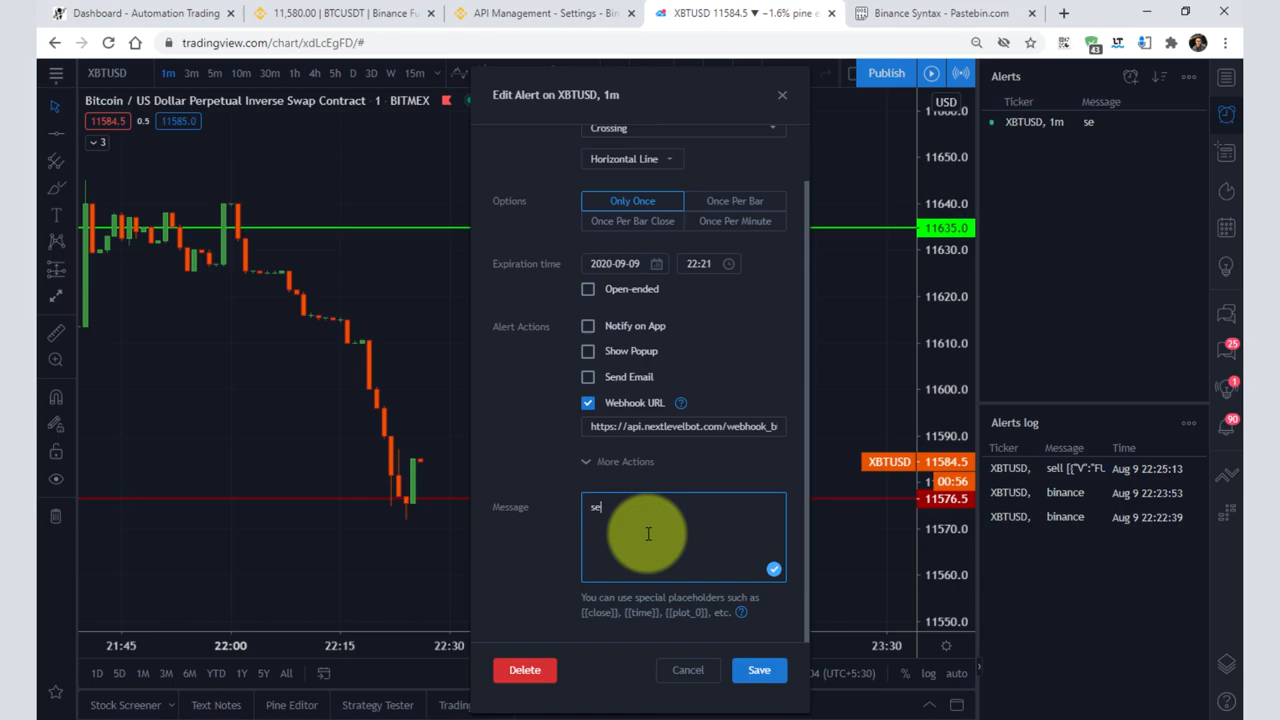 Dashboard - Automation Trading
11,580.00 | BTCUSDT | Binance Fu
API Management - Settings - Bin
XBTUSD 11584.5 ▼ −1.6% pine e
Binance Syntax - Pastebin.com
tradingview.com/chart/xdLcEgFD/#
43
XBTUSD
1m 3m 5m 10m 30m 1h 4h 5h D 3D W 15m
Publish
Alerts
Bitcoin / US Dollar Perpetual Inverse Swap Contract · 1 · BITMEX
11584.5 0.5 11585.0
3
Edit Alert on XBTUSD, 1m
Crossing
Horizontal Line
Options
Only Once
Once Per Bar
Once Per Bar Close
Once Per Minute
Expiration time
2020-09-09
22:21
Open-ended
Alert Actions
Notify on App
Show Popup
Send Email
Webhook URL
https://api.nextlevelbot.com/webhook_b
More Actions
Message
se
You can use special placeholders such as
{{close}}, {{time}}, {{plot_0}}, etc.
Delete
Cancel
Save
USD
11650.0
11640.0
11635.0
11630.0
11620.0
11610.0
11600.0
11590.0
XBTUSD 11584.5
00:56
11576.5
11570.0
11560.0
11550.0
Ticker Message
XBTUSD, 1m se
Alerts log
Ticker Message Time
XBTUSD, sell [{"V":"FU Aug 9 22:25:13
XBTUSD, binance Aug 9 22:23:53
XBTUSD, binance Aug 9 22:22:39
25
1
90
21:45 22:00 22:15 22:30 23:30
1D 5D 1M 3M 6M YTD 1Y 5Y All
04 (UTC+5:30) % log auto
Stock Screener Text Notes Pine Editor Strategy Tester Trading